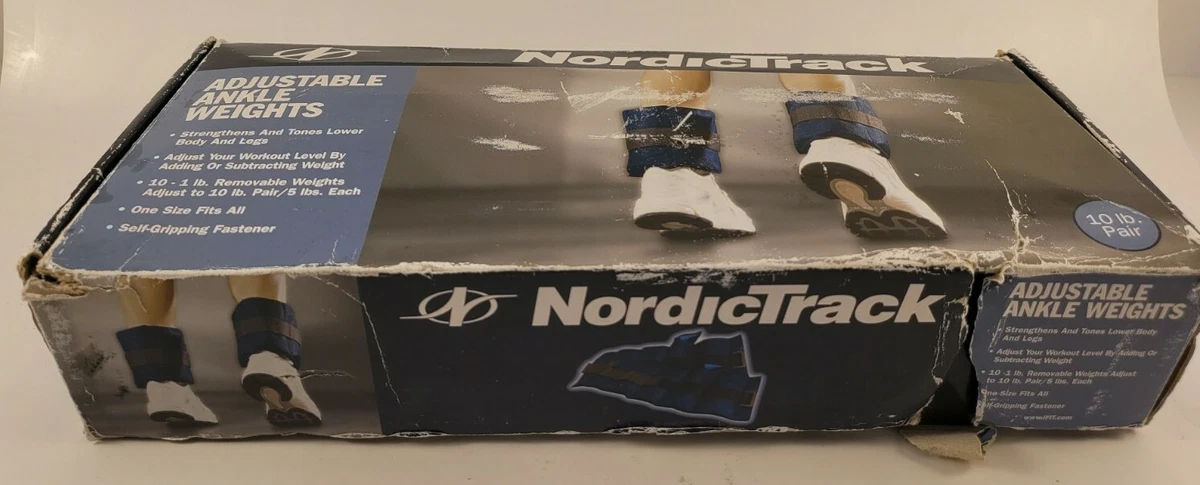 NordicTrack
ADJUSTABLE
ANKLE
WEIGHTS
• Strengthens And Tones Lower
Body And Legs
• Adjust Your Workout Level By
Adding Or Subtracting Weight
• 10 - 1 lb. Removable Weights
Adjust to 10 lb. Pair/5 lbs. Each
• One Size Fits All
• Self-Gripping Fastener
10 lb.
Pair
NordicTrack
ADJUSTABLE
ANKLE WEIGHTS
• Strengthens And Tones Lower Body
And Legs
• Adjust Your Workout Level By Adding Or
Subtracting Weight
• 10 -1 lb. Removable Weights Adjust
to 10 lb. Pair/5 lbs. Each
One Size Fits All
Self-Gripping Fastener
www.iFIT.com